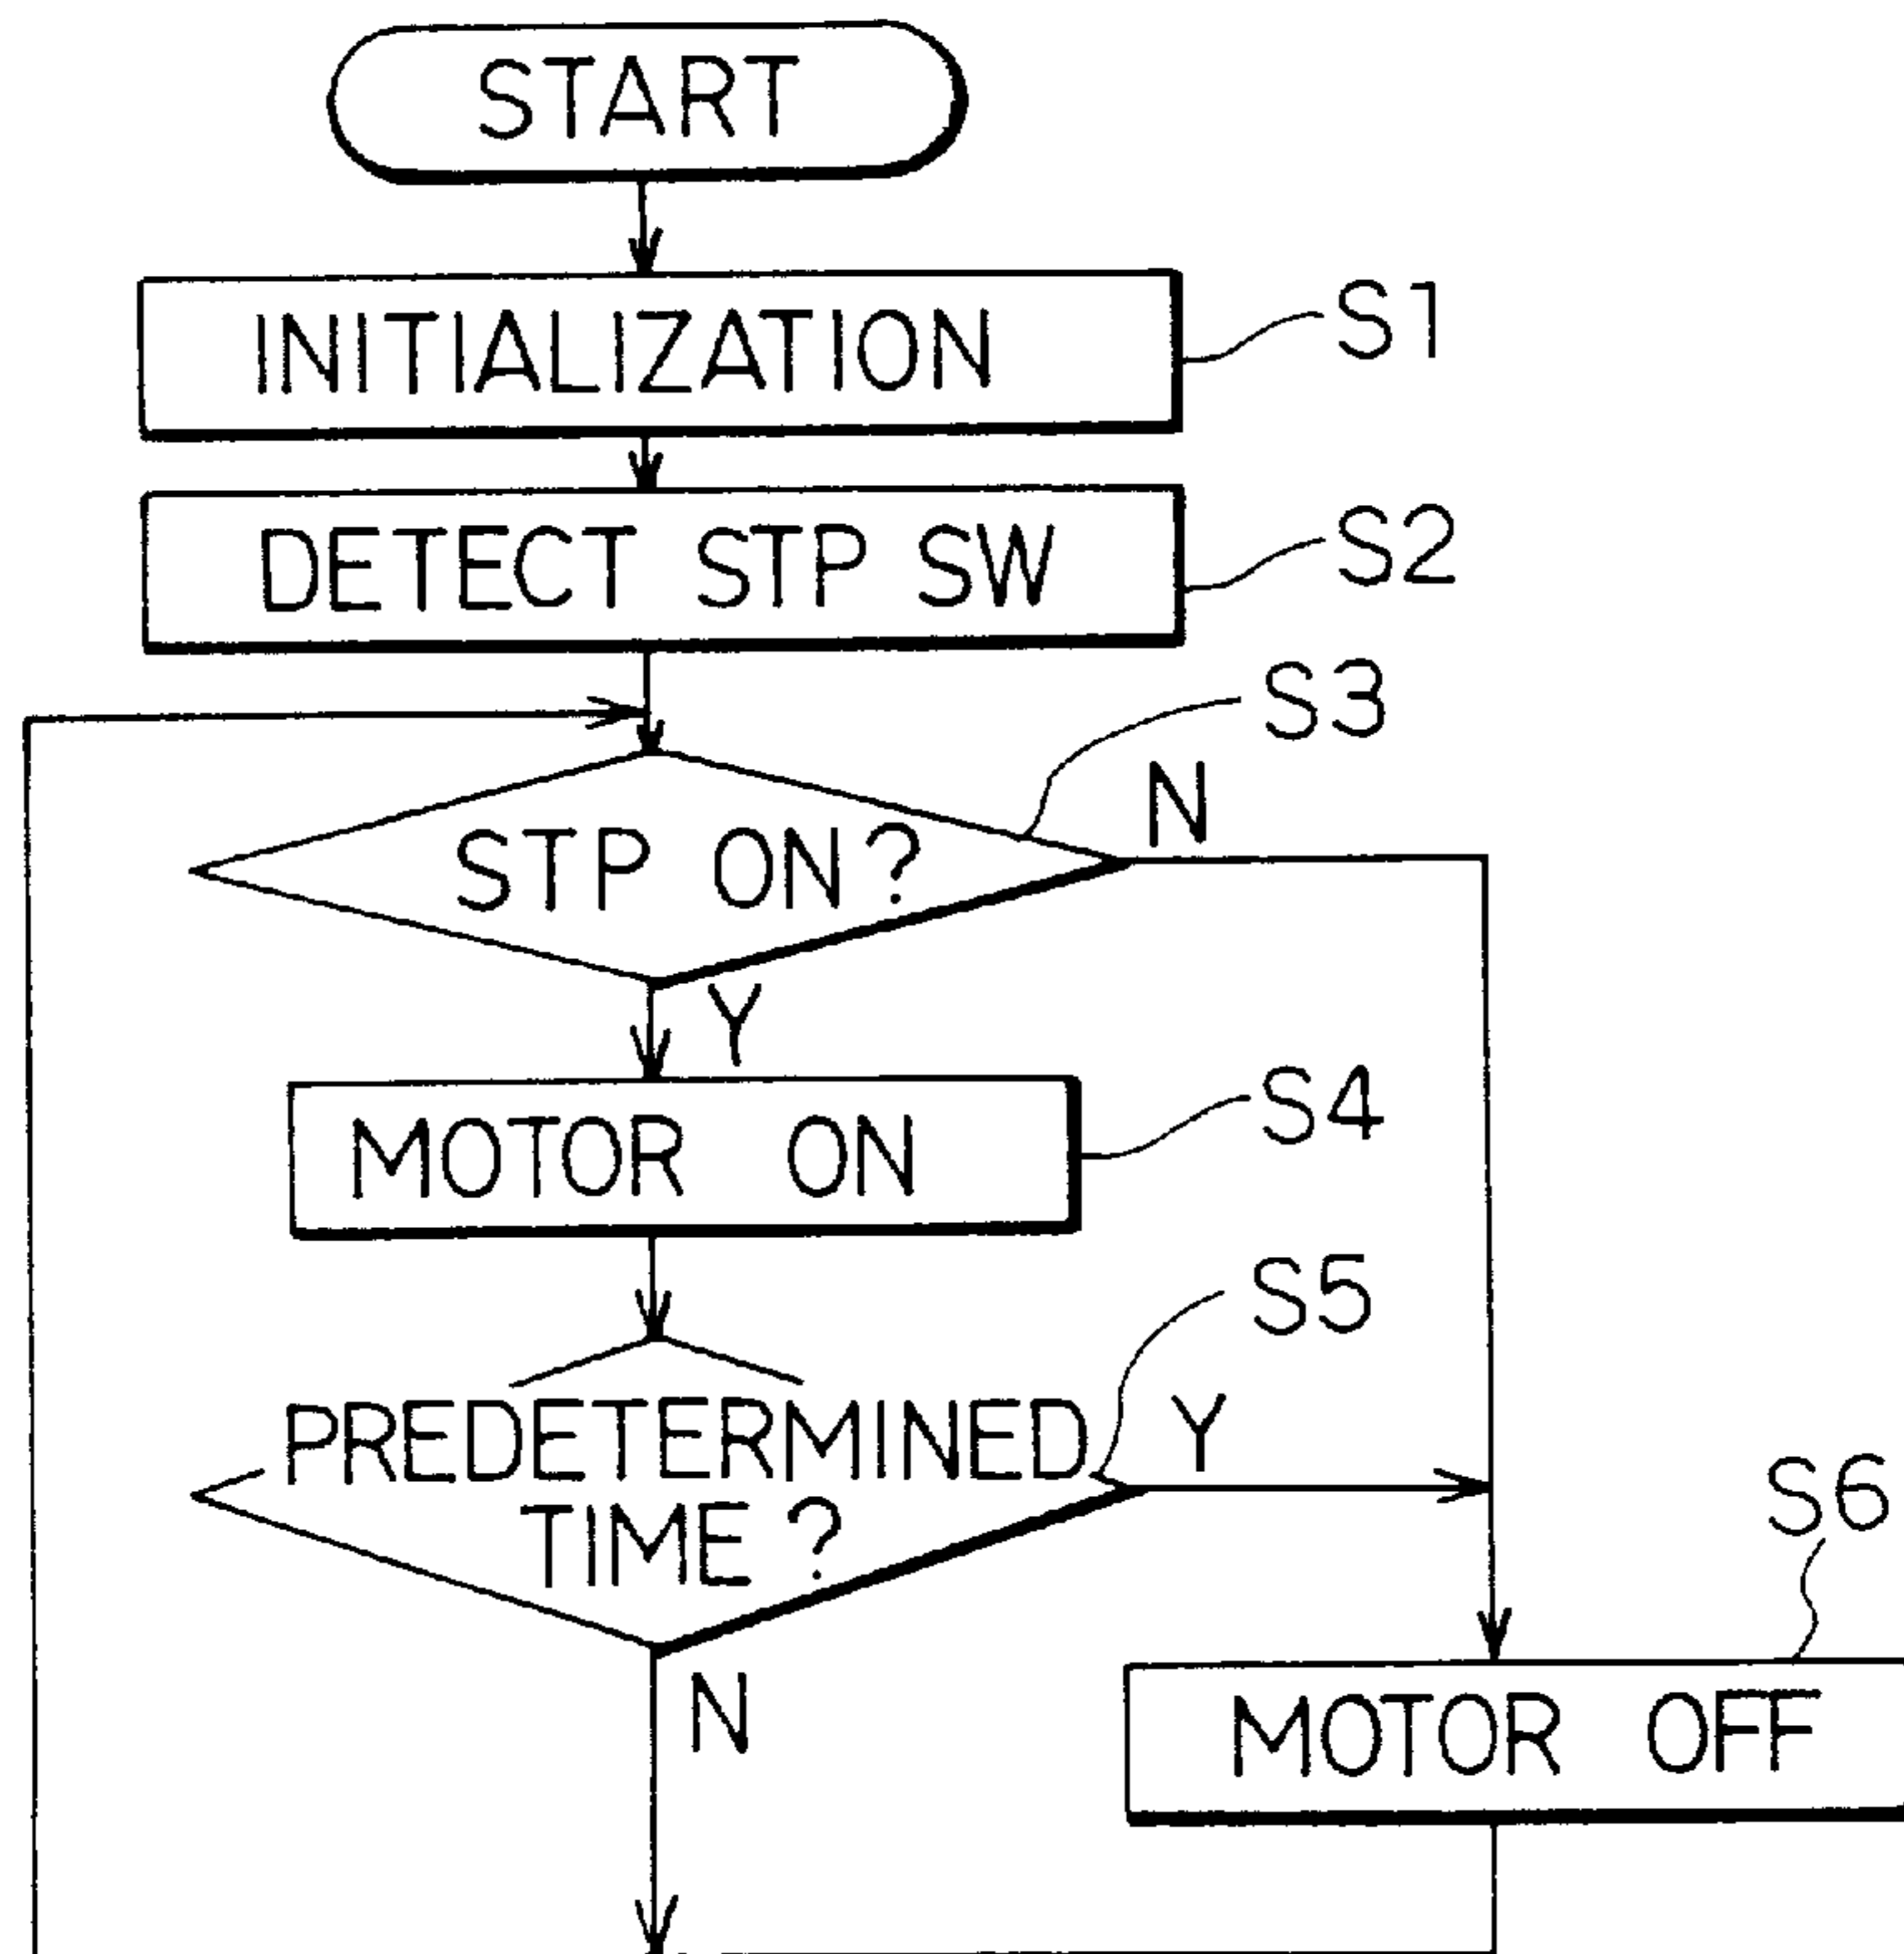 START
INITIALIZATION
S1
DETECT STP SW
S2
S3
STP ON?
N
Y
MOTOR ON
S4
S5
PREDETERMINED
TIME?
Y
N
S6
MOTOR OFF